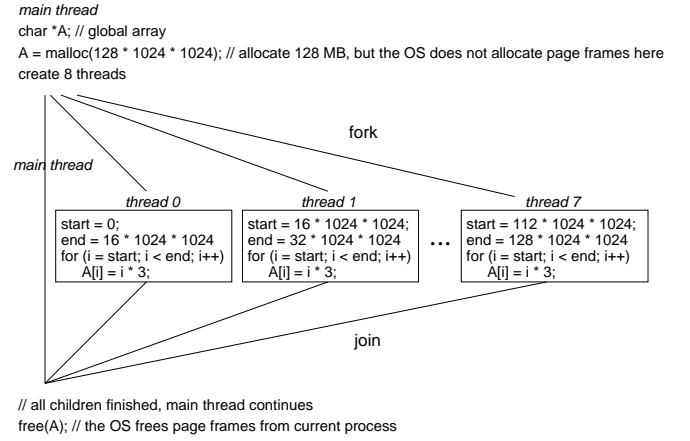 main thread
char *A; // global array
A = malloc(128 * 1024 * 1024); // allocate 128 MB, but the OS does not allocate page frames here
create 8 threads
fork
main thread
thread 0
start = 0;
end = 16 * 1024 * 1024
for (i = start; i < end; i++)
A[i] = i * 3;
thread 1
start = 16 * 1024 * 1024;
end = 32 * 1024 * 1024
for (i = start; i < end; i++)
A[i] = i * 3;
...
thread 7
start = 112 * 1024 * 1024;
end = 128 * 1024 * 1024
for (i = start; i < end; i++)
A[i] = i * 3;
join
// all children finished, main thread continues
free(A); // the OS frees page frames from current process